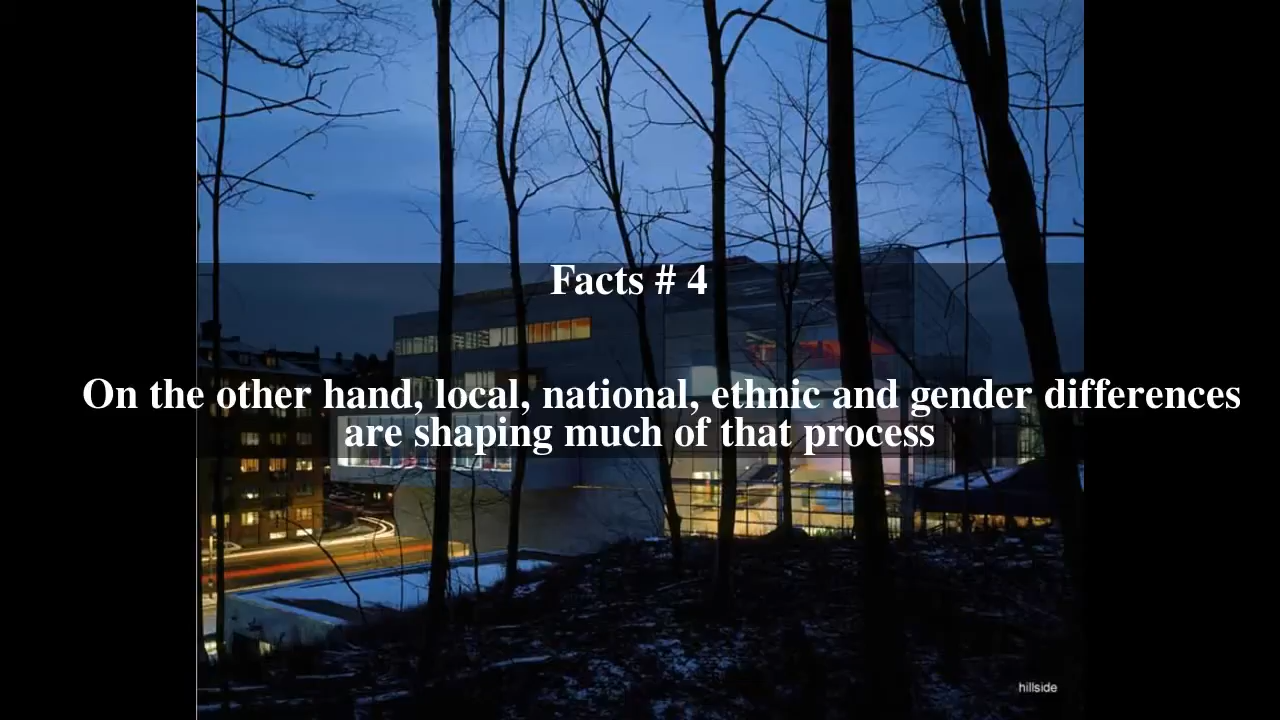 Facts # 4
On the other hand, local, national, ethnic and gender differences
are shaping much of that process
hillside